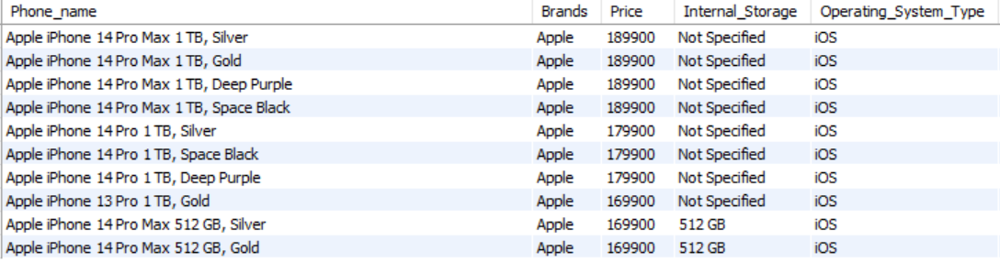 Phone_name Brands Price Internal_Storage Operating_System_Type
Apple iPhone 14 Pro Max 1 TB, Silver Apple 189900 Not Specified iOS
Apple iPhone 14 Pro Max 1 TB, Gold Apple 189900 Not Specified iOS
Apple iPhone 14 Pro Max 1 TB, Deep Purple Apple 189900 Not Specified iOS
Apple iPhone 14 Pro Max 1 TB, Space Black Apple 189900 Not Specified iOS
Apple iPhone 14 Pro 1 TB, Silver Apple 179900 Not Specified iOS
Apple iPhone 14 Pro 1 TB, Space Black Apple 179900 Not Specified iOS
Apple iPhone 14 Pro 1 TB, Deep Purple Apple 179900 Not Specified iOS
Apple iPhone 13 Pro 1 TB, Gold Apple 169900 Not Specified iOS
Apple iPhone 14 Pro Max 512 GB, Silver Apple 169900 512 GB iOS
Apple iPhone 14 Pro Max 512 GB, Gold Apple 169900 512 GB iOS